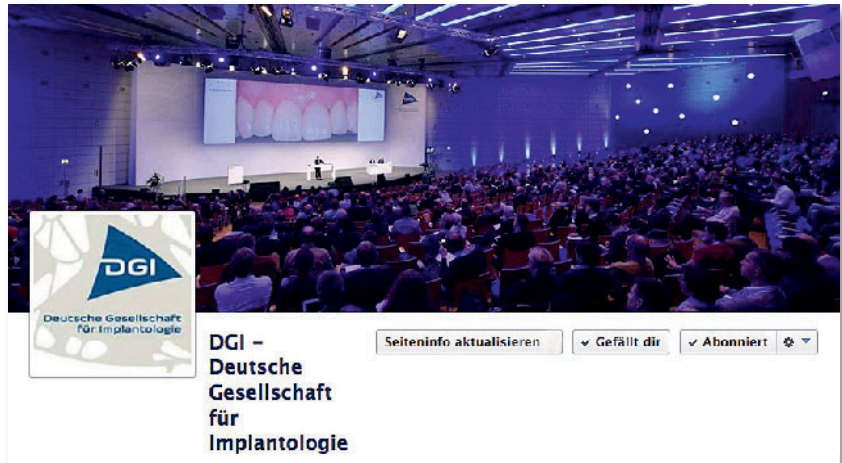 DGI
Deutsche Gesellschaft
für Implantologie
DGI –
Deutsche
Gesellschaft
für
Implantologie
Seiteninfo aktualisieren
✓ Gefällt dir
✓ Abonniert